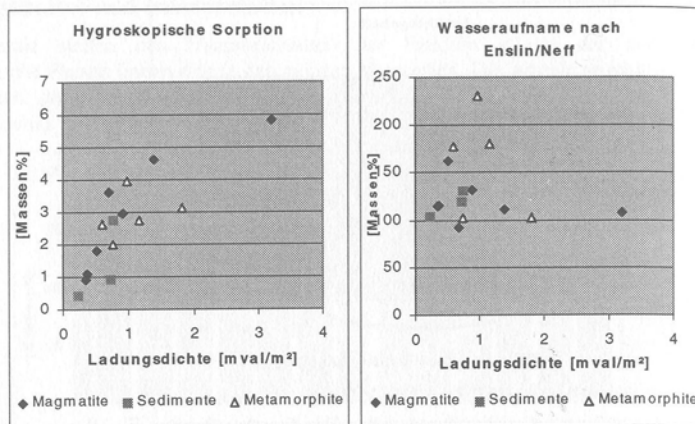 Hygroskopische Sorption
[Massen%]
7
6
5
4
3
2
1
0
0 1 2 3 4
Ladungsdichte [mval/m²]
◆ Magmatite ■ Sedimente △ Metamorphite
Wasseraufname nach
Enslin/Neff
[Massen%]
250
200
150
100
50
0
0 1 2 3 4
Ladungsdichte [mval/m²]
◆ Magmatite ■ Sedimente △ Metamorphite